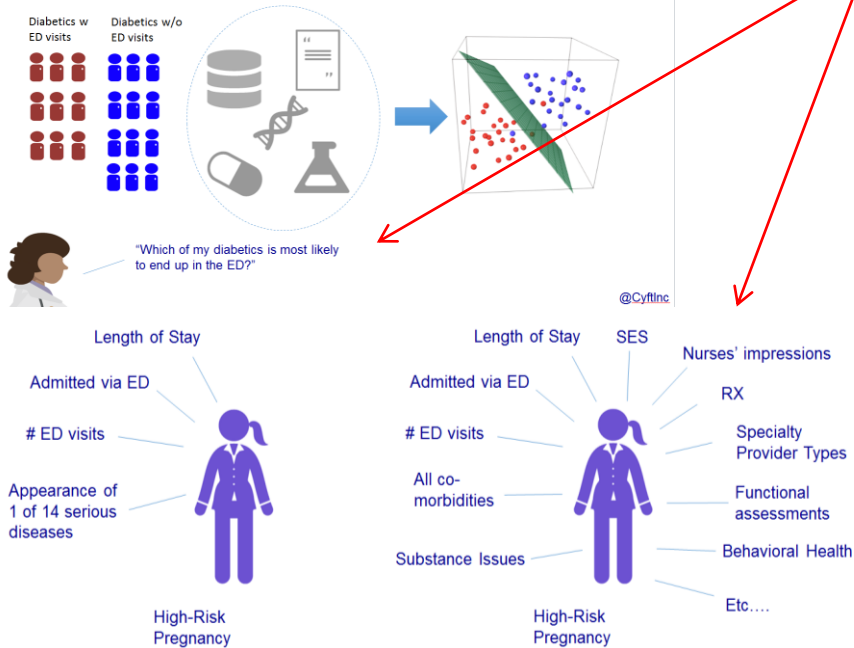 Diabetics w
ED visits
Diabetics w/o
ED visits
”
“Which of my diabetics is most likely
to end up in the ED?”
@CyftInc
Length of Stay
Admitted via ED
# ED visits
Appearance of
1 of 14 serious
diseases
High-Risk
Pregnancy
Length of Stay
SES
Nurses’ impressions
Admitted via ED
RX
# ED visits
Specialty
Provider Types
All co-
morbidities
Functional
assessments
Substance Issues
Behavioral Health
Etc....
High-Risk
Pregnancy